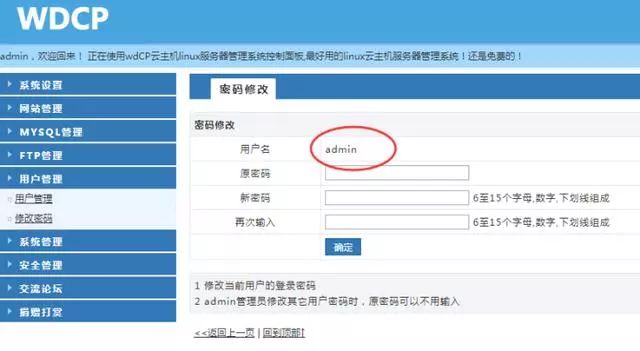 WDCP
admin，欢迎回来！ 正在使用wdCP云主机linux服务器管理系统控制面板,最好用的linux云主机服务器管理系统！还是免费的！
系统设置
网站管理
MYSQL管理
FTP管理
用户管理
用户管理
修改密码
系统管理
安全管理
交流论坛
捐赠打赏
密码修改
密码修改
用户名 admin
原密码
新密码 6至15个字母,数字,下划线组成
再次输入 6至15个字母,数字,下划线组成
确定
1 修改当前用户的登录密码
2 admin管理员修改其它用户密码时，原密码可以不用输入
<<返回上一页 | 回到顶部↑